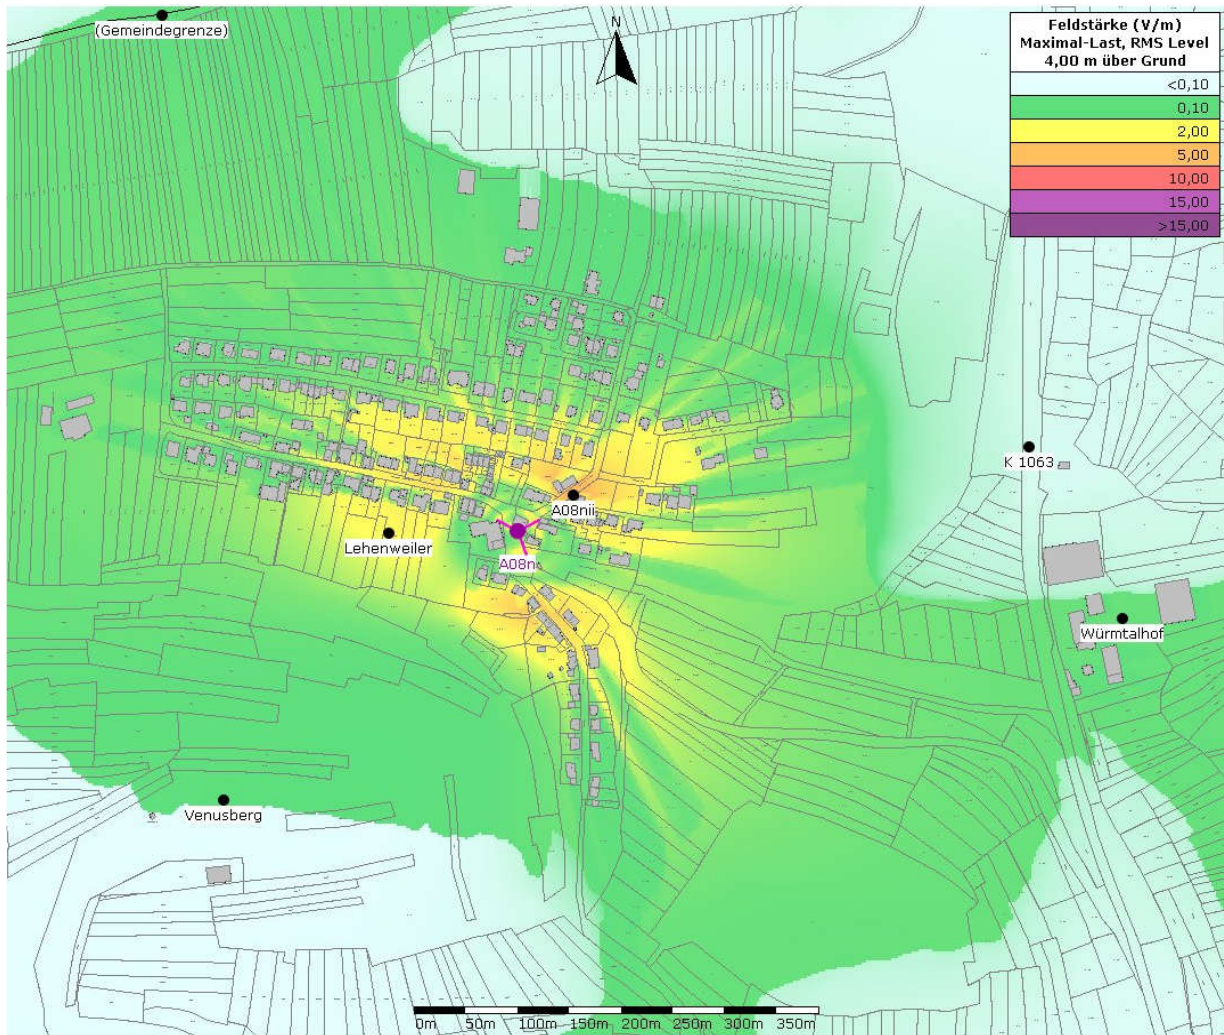 (Gemeindegrenze)
N
Feldstärke (V/m)
Maximal-Last, RMS Level
4,00 m über Grund
<0,10
0,10
2,00
5,00
10,00
15,00
>15,00
K 1063
A08nii
Lehenweiler
A08n
Würmtalhof
Venusberg
0m 50m 100m 150m 200m 250m 300m 350m